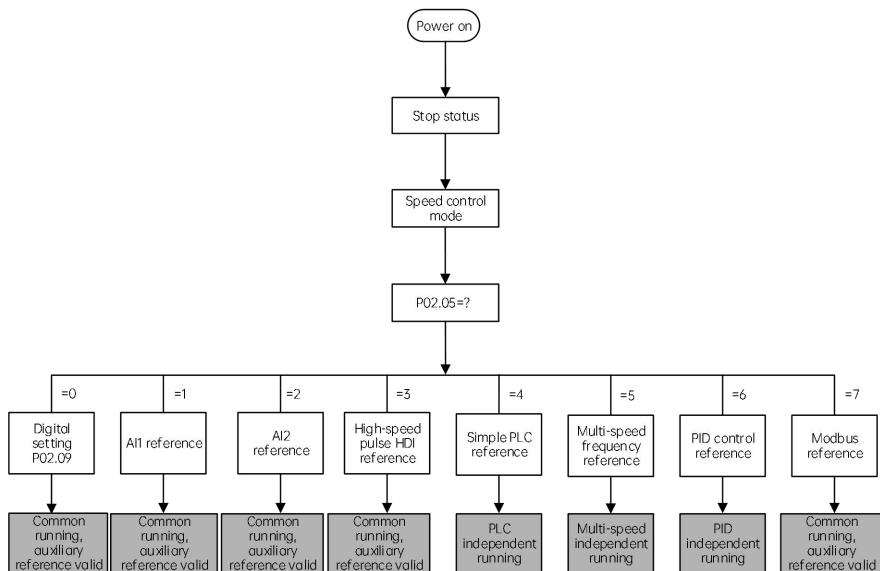 Power on
Stop status
Speed control
mode
P02.05=?
=0
=1
=2
=3
=4
=5
=6
=7
Digital
setting
P02.09
AI1 reference
AI2
reference
High-speed
pulse HDI
reference
Simple PLC
reference
Multi-speed
frequency
reference
PID control
reference
Modbus
reference
Common
running,
auxiliary
reference valid
Common
running,
auxiliary
reference valid
Common
running,
auxiliary
reference valid
Common
running,
auxiliary
reference valid
PLC
independent
running
Multi-speed
independent
running
PID
independent
running
Common
running,
auxiliary
reference valid